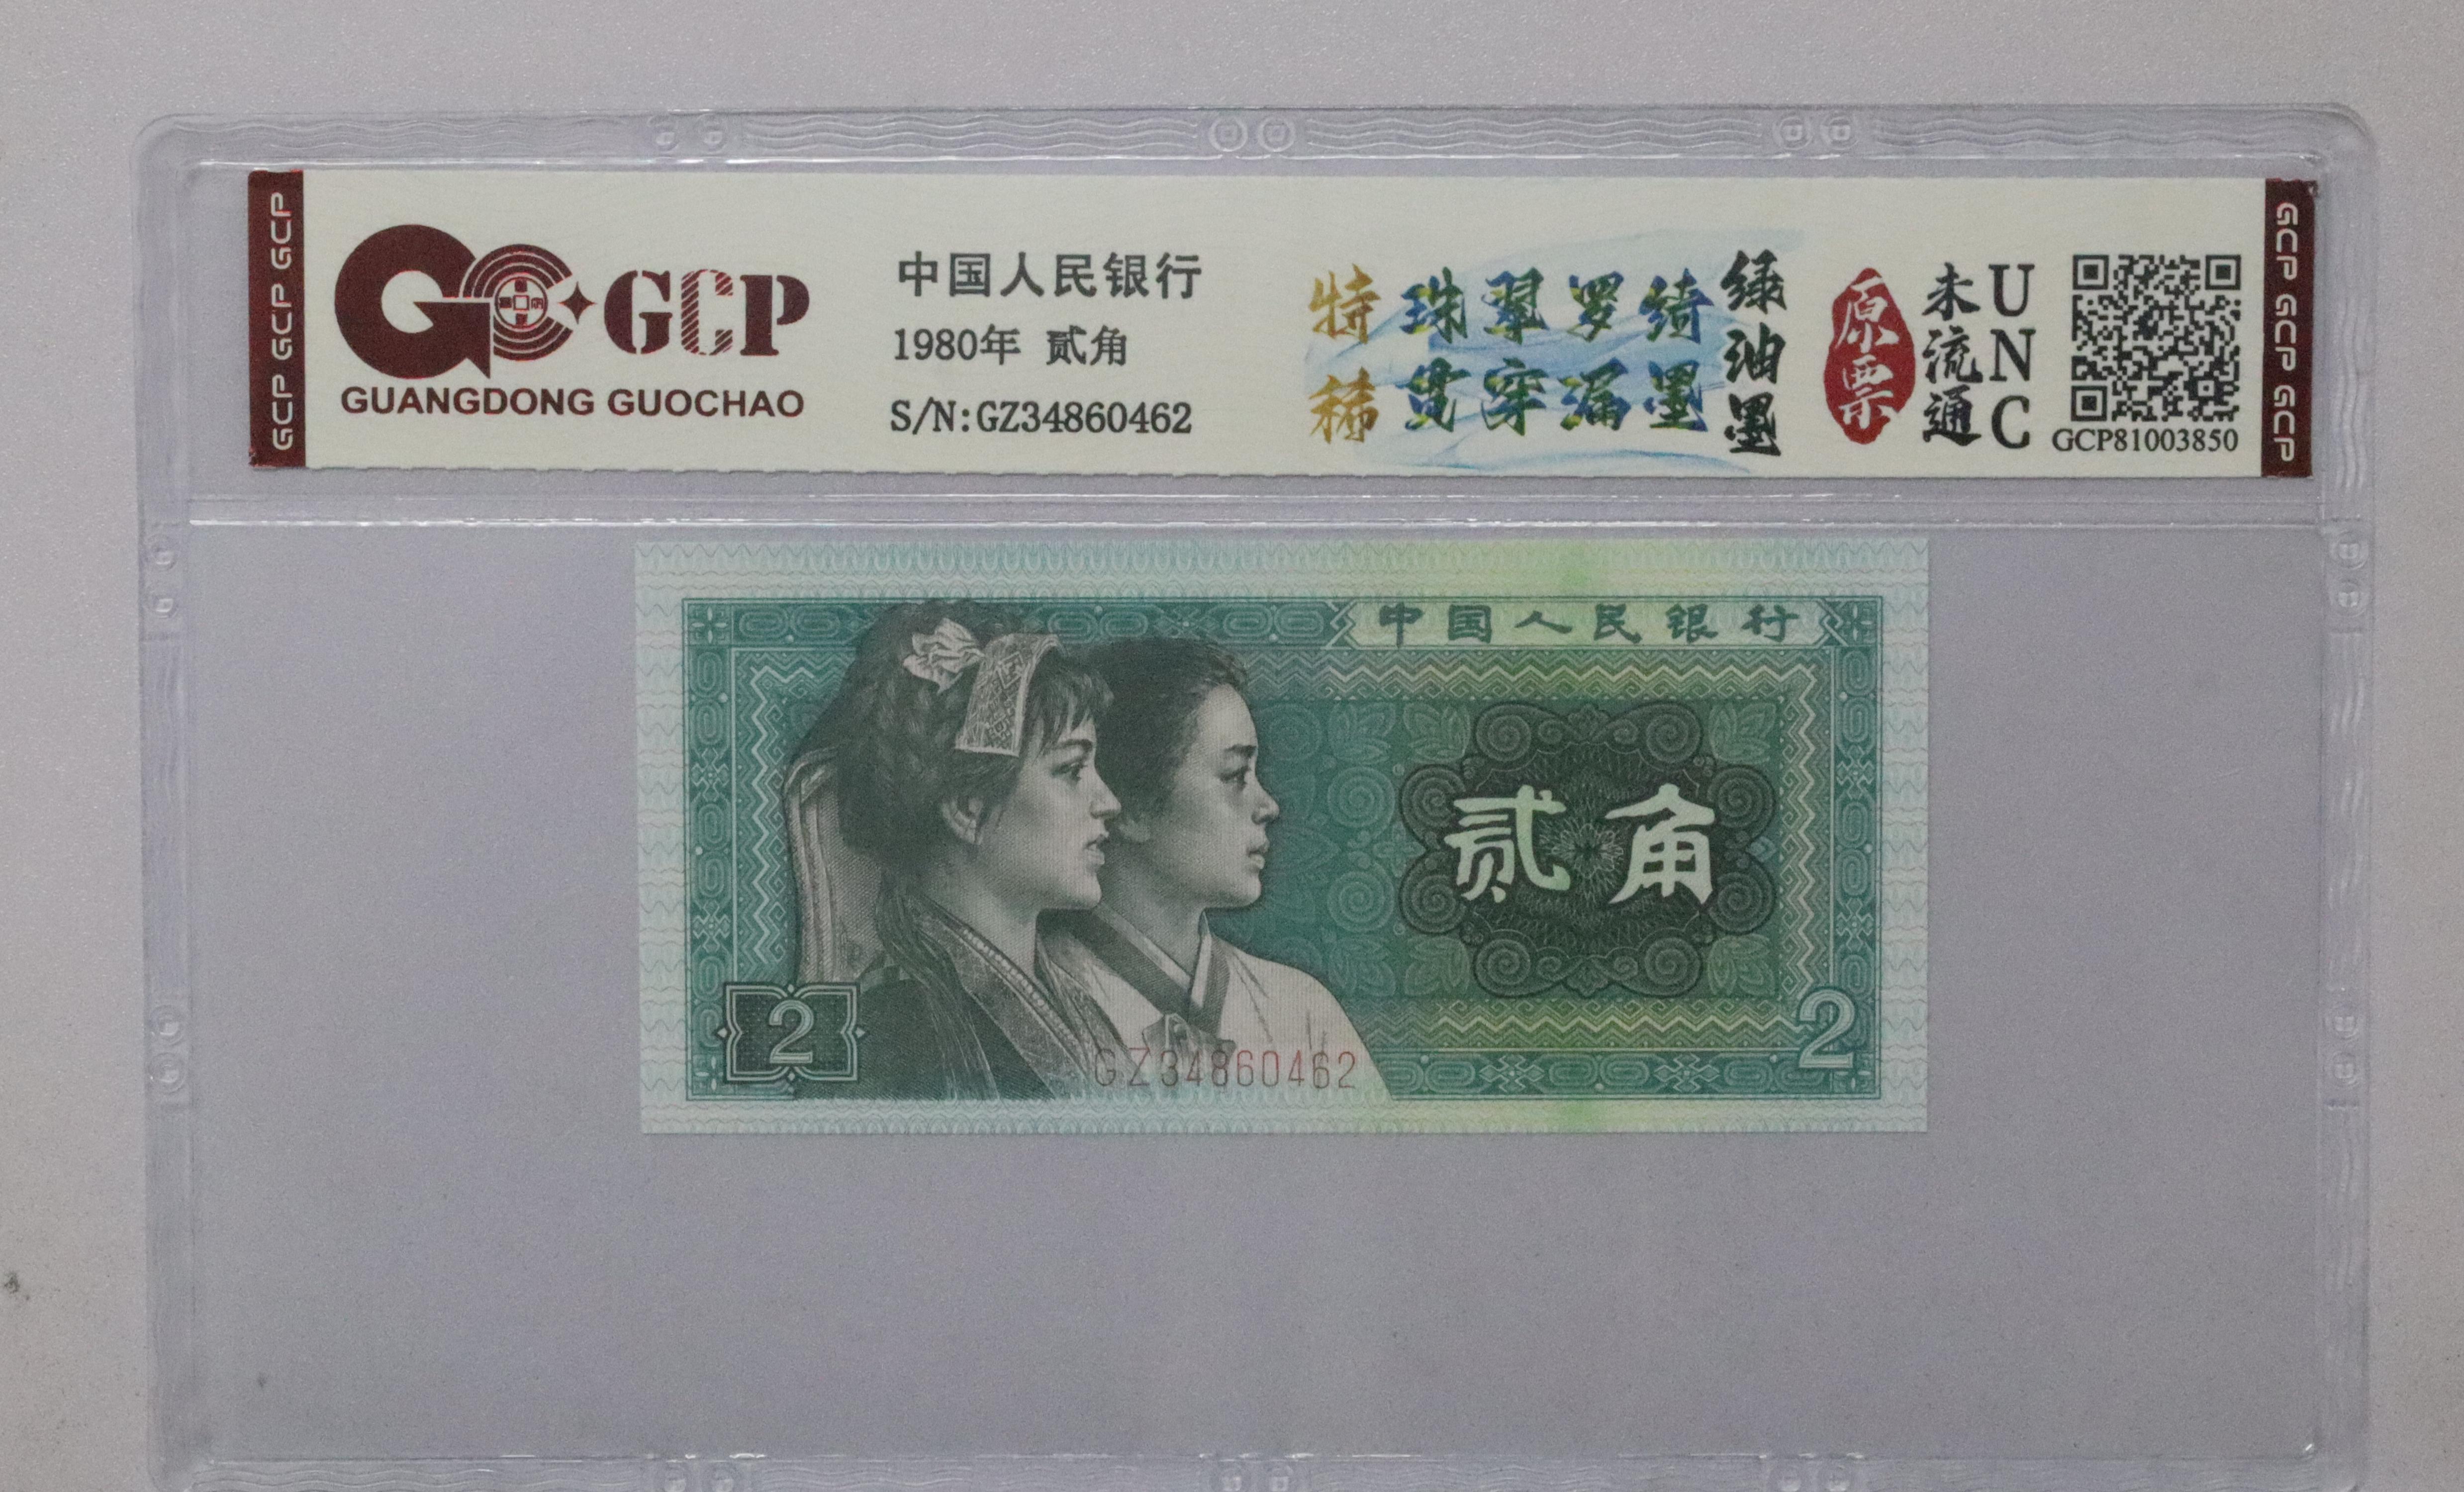 GCP GCP GCP
GCP
GUANGDONG GUOCHAO
中国人民银行
1980年 贰角
S/N:GZ34860462
特稀
珠翠罗绮
贯穿漏墨
绿油墨
原票
未流通
UNC
GCP81003850
GCP GCP GCP
中国人民银行
贰角
2
2
GZ34860462